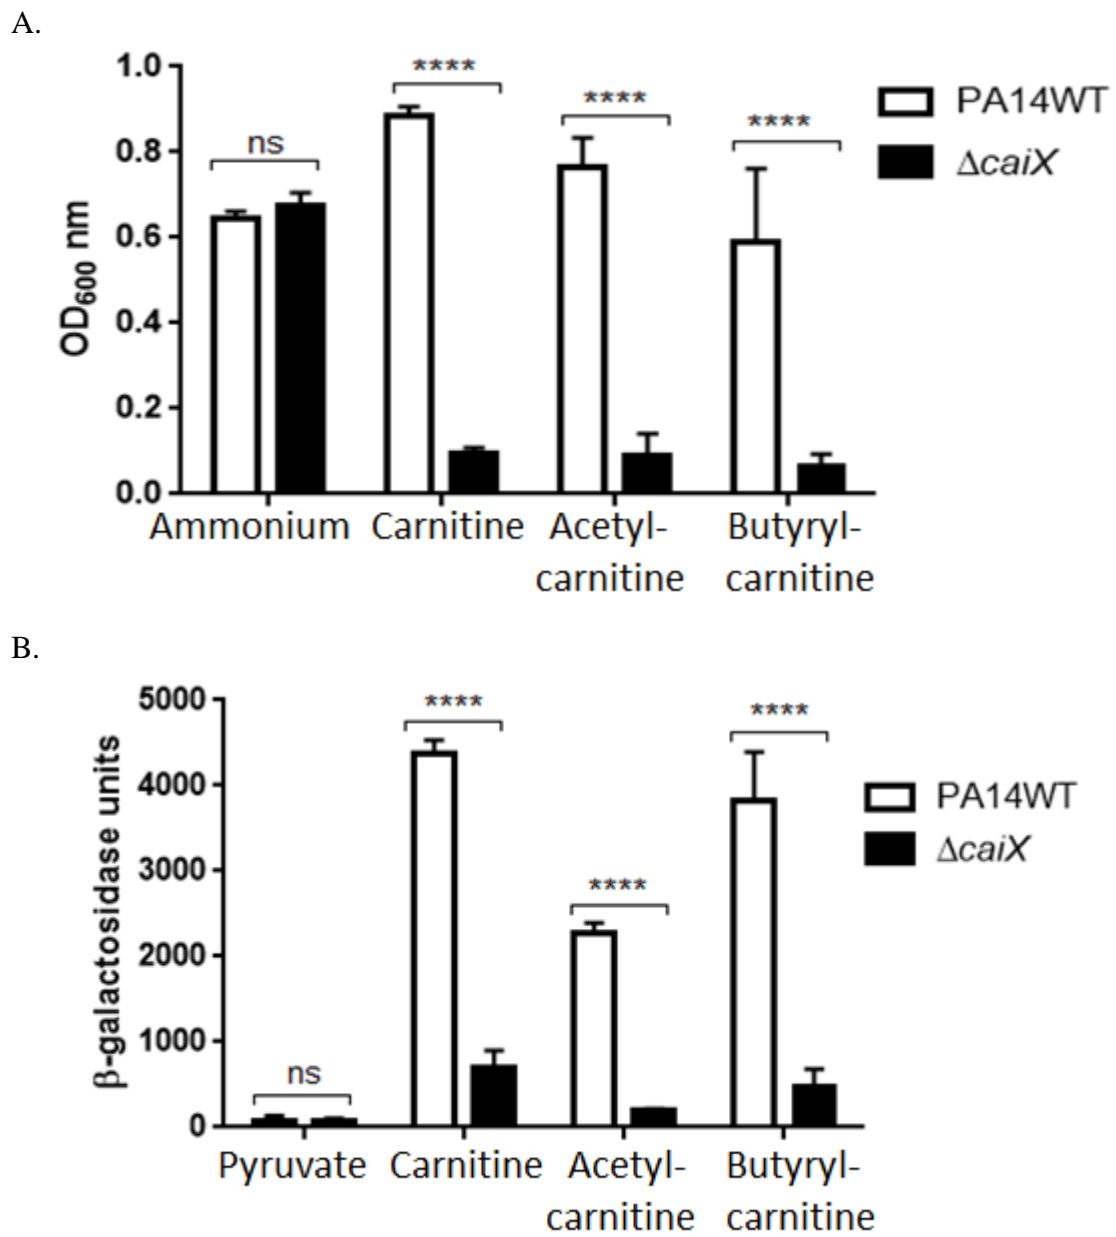 A.
OD600 nm
1.0
0.8
0.6
0.4
0.2
0.0
ns
****
****
****
PA14WT
ΔcaiX
Ammonium Carnitine Acetyl- Butyryl-
carnitine carnitine
B.
β-galactosidase units
5000
4000
3000
2000
1000
0
ns
****
****
****
PA14WT
ΔcaiX
Pyruvate Carnitine Acetyl- Butyryl-
carnitine carnitine